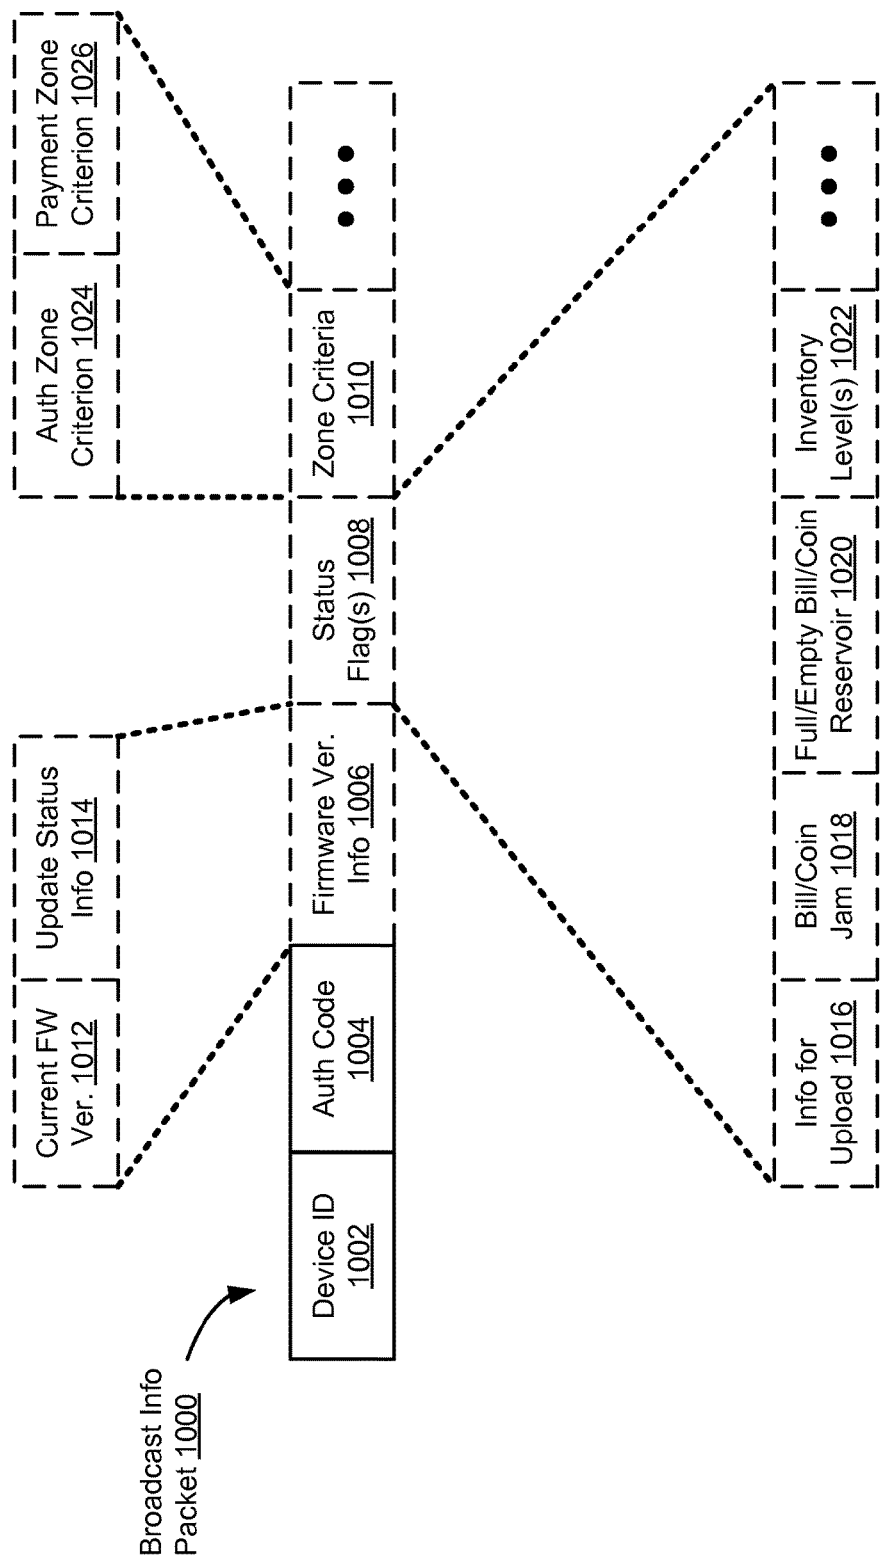 Current FW
Ver. 1012
Update Status
Info 1014
Auth Zone
Criterion 1024
Payment Zone
Criterion 1026
Broadcast Info
Packet 1000
Device ID
1002
Auth Code
1004
Firmware Ver.
Info 1006
Status
Flag(s) 1008
Zone Criteria
1010
Info for
Upload 1016
Bill/Coin
Jam 1018
Full/Empty Bill/Coin
Reservoir 1020
Inventory
Level(s) 1022